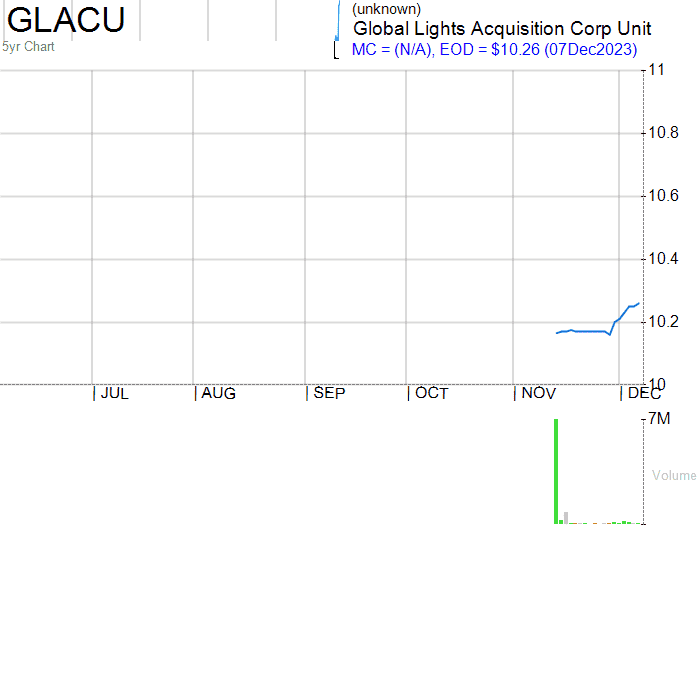 GLACU
5yr Chart
(unknown)
Global Lights Acquisition Corp Unit
MC = (N/A), EOD = $10.26 (07Dec2023)
11
10.8
10.6
10.4
10.2
10
JUL AUG SEP OCT NOV DEC
7M
Volume